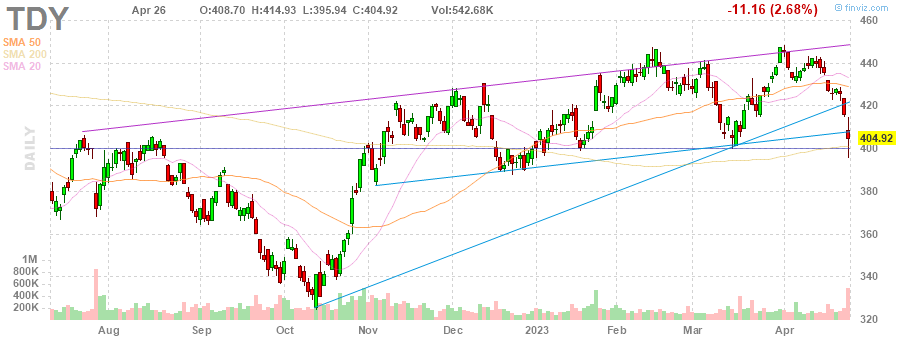 TDY
Apr 26 O:408.70 H:414.93 L:395.94 C:404.92 Vol:542.68K -11.16 (2.68%) finviz.com
SMA 50
SMA 200
SMA 20
DAILY
460
440
420
404.92
400
380
360
340
320
1M
800K
600K
400K
200K
Aug Sep Oct Nov Dec 2023 Feb Mar Apr